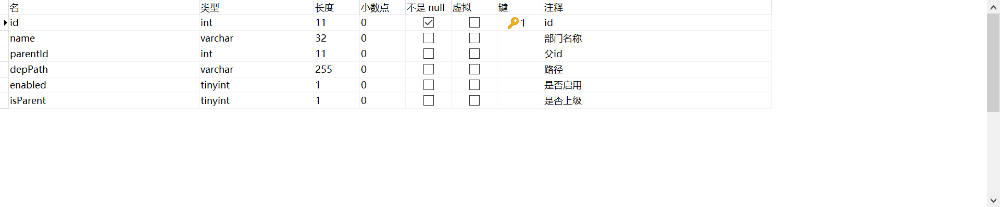 名 类型 长度 小数点 不是 null 虚拟 键 注释
id int 11 0 1 id
name varchar 32 0 部门名称
parentId int 11 0 父id
depPath varchar 255 0 路径
enabled tinyint 1 0 是否启用
isParent tinyint 1 0 是否上级